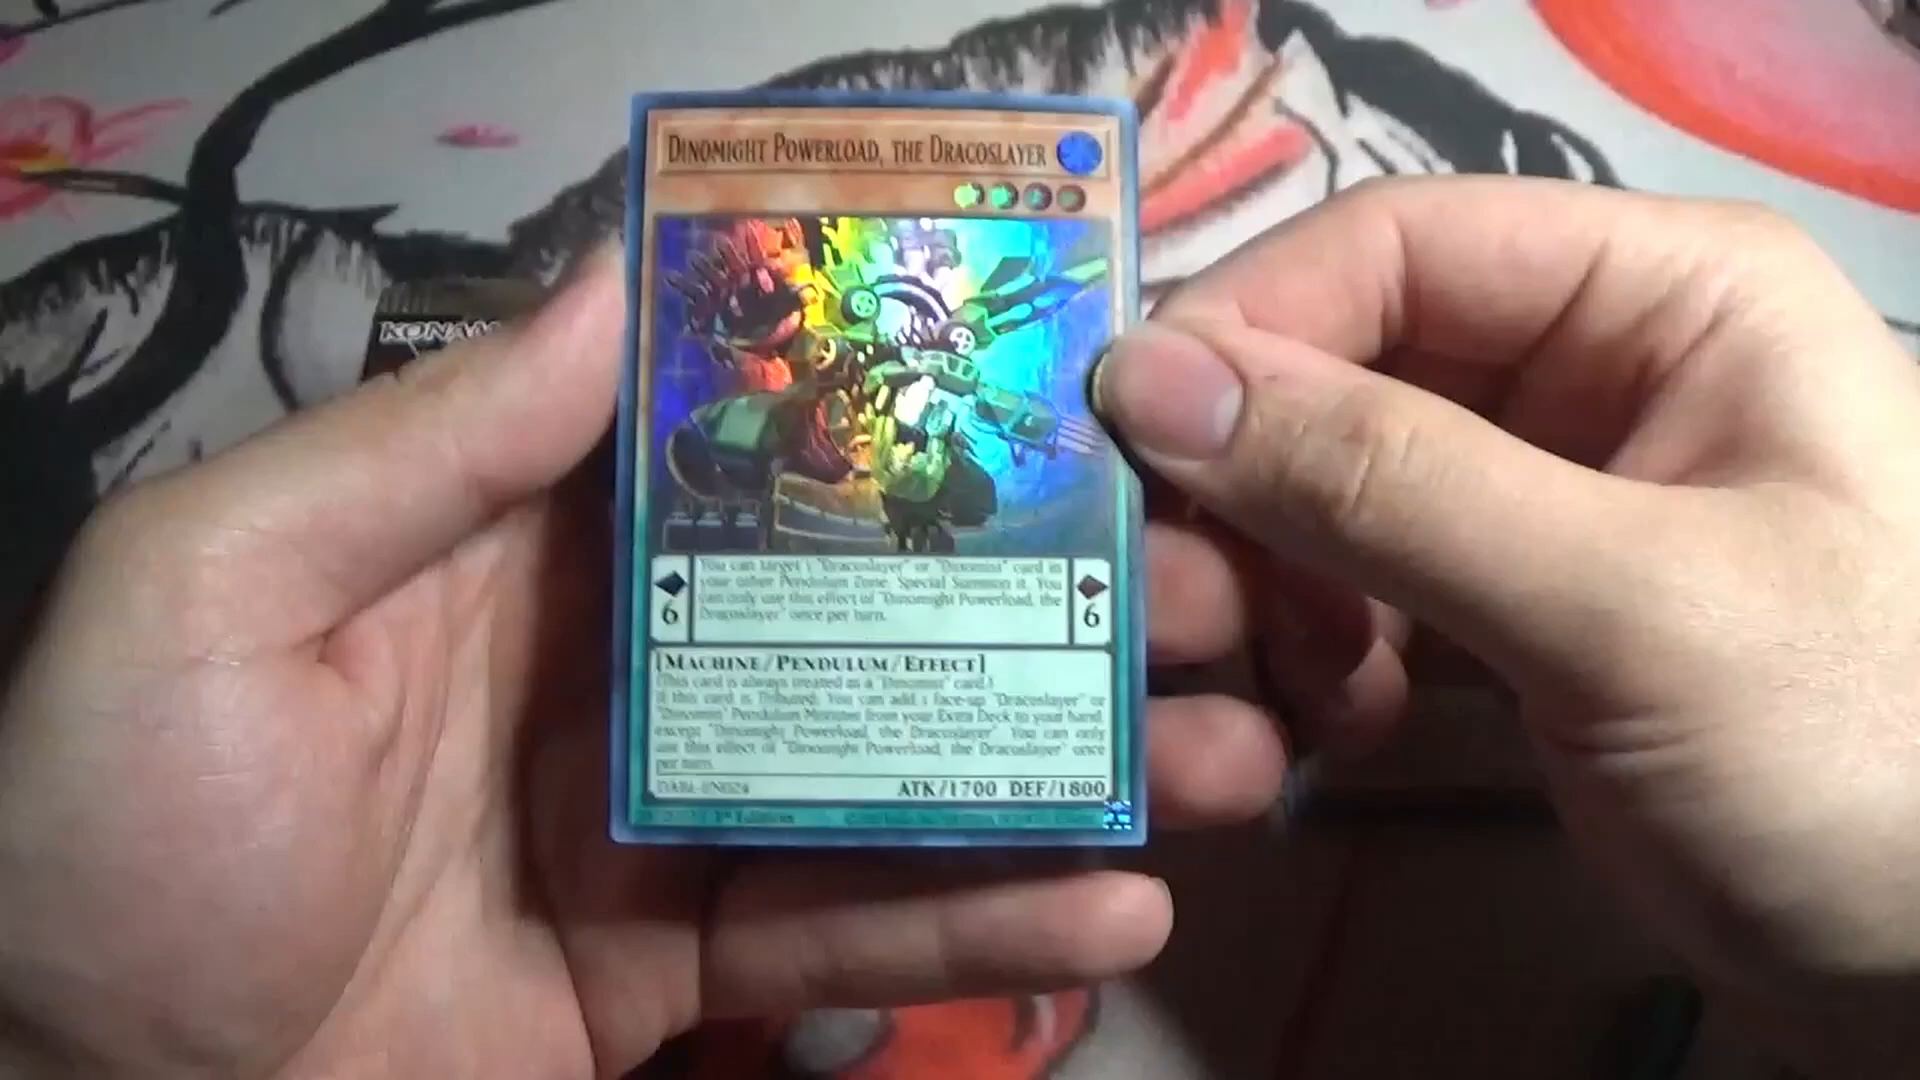 DINOMIGHT POWERLOAD, THE DRACOSLAYER
KONAMI
You can target 1 "Dracoslayer" or "Dinomist" card in
your other Pendulum Zone; Special Summon it. You
can only use this effect of "Dinomight Powerload, the
Dracoslayer" once per turn.
6
6
[MACHINE/PENDULUM/EFFECT]
(This card is always treated as a "Dinomist" card.)
If this card is Tributed: You can add 1 face-up "Dracoslayer" or
"Dinomist" Pendulum Monster from your Extra Deck to your hand,
except "Dinomight Powerload, the Dracoslayer". You can only
use this effect of "Dinomight Powerload, the Dracoslayer" once
per turn.
DABL-EN024
ATK/1700 DEF/1800
1st Edition